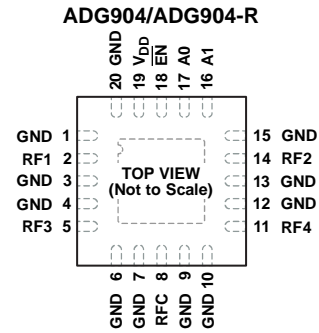 ADG904/ADG904-R
20 GND
19 VDD
18 EN
17 A0
16 A1
GND 1
RF1 2
GND 3
GND 4
RF3 5
TOP VIEW
(Not to Scale)
15 GND
14 RF2
13 GND
12 GND
11 RF4
GND 6
GND 7
RFC 8
GND 9
GND 10